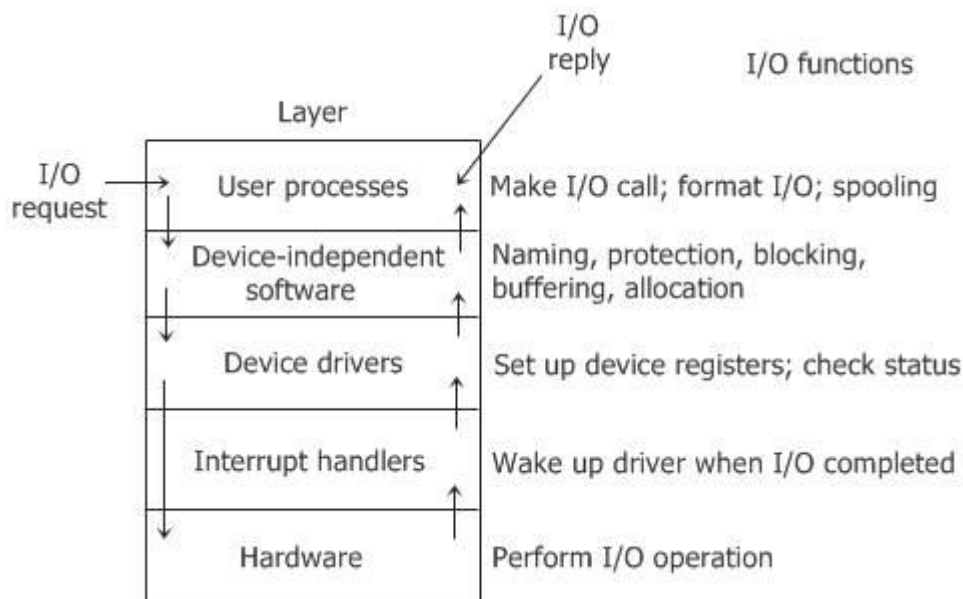 I/O
reply
I/O functions
Layer
I/O
request
User processes
Make I/O call; format I/O; spooling
Device-independent
software
Naming, protection, blocking,
buffering, allocation
Device drivers
Set up device registers; check status
Interrupt handlers
Wake up driver when I/O completed
Hardware
Perform I/O operation